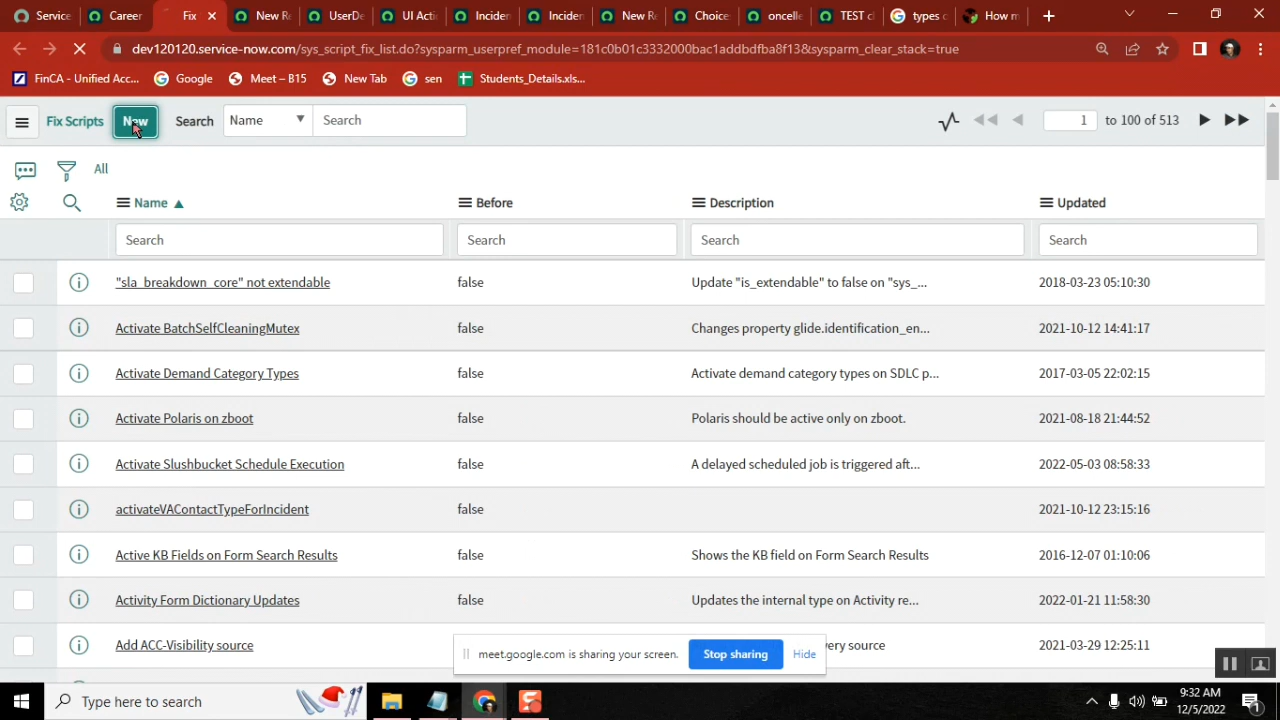 Service
Career
Fix
New Re
UserDe
UI Acti
Inciden
Inciden
New Re
Choice
oncelle
TEST cl
types o
How m
dev120120.service-now.com/sys_script_fix_list.do?sysparm_userpref_module=181c0b01c3332000bac1addbdfba8f13&sysparm_clear_stack=true
FinCA - Unified Acc...
Google
Meet – B15
New Tab
sen
Students_Details.xls...
Fix Scripts
New
Search
Name
Search
1
to 100 of 513
All
Name
Before
Description
Updated
Search
Search
Search
Search
"sla_breakdown_core" not extendable
false
Update "is_extendable" to false on "sys_...
2018-03-23 05:10:30
Activate BatchSelfCleaningMutex
false
Changes property glide.identification_en...
2021-10-12 14:41:17
Activate Demand Category Types
false
Activate demand category types on SDLC p...
2017-03-05 22:02:15
Activate Polaris on zboot
false
Polaris should be active only on zboot.
2021-08-18 21:44:52
Activate Slushbucket Schedule Execution
false
A delayed scheduled job is triggered aft...
2022-05-03 08:58:33
activateVAContactTypeForIncident
false
2021-10-12 23:15:16
Active KB Fields on Form Search Results
false
Shows the KB field on Form Search Results
2016-12-07 01:10:06
Activity Form Dictionary Updates
false
Updates the internal type on Activity re...
2022-01-21 11:58:30
Add ACC-Visibility source
very source
2021-03-29 12:25:11
meet.google.com is sharing your screen.
Stop sharing
Hide
Type here to search
9:32 AM
12/5/2022
1